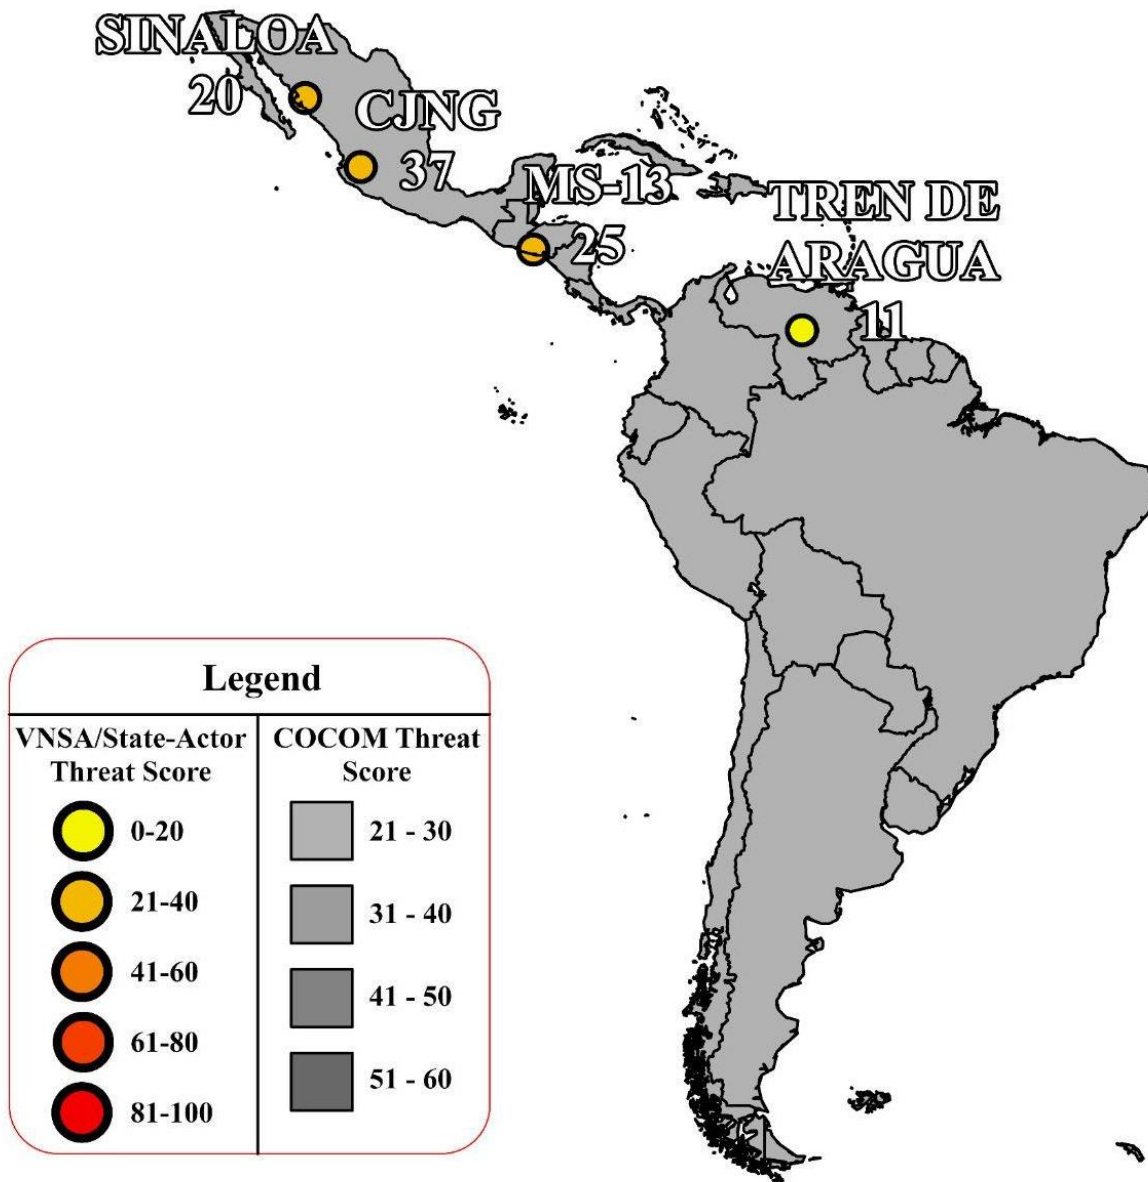 SINALOA
20
CJNG
37
MS-13
25
TREN DE
ARAGUA
11
Legend
VNSA/State-Actor
Threat Score
0-20
21-40
41-60
61-80
81-100
COCOM Threat
Score
21 - 30
31 - 40
41 - 50
51 - 60